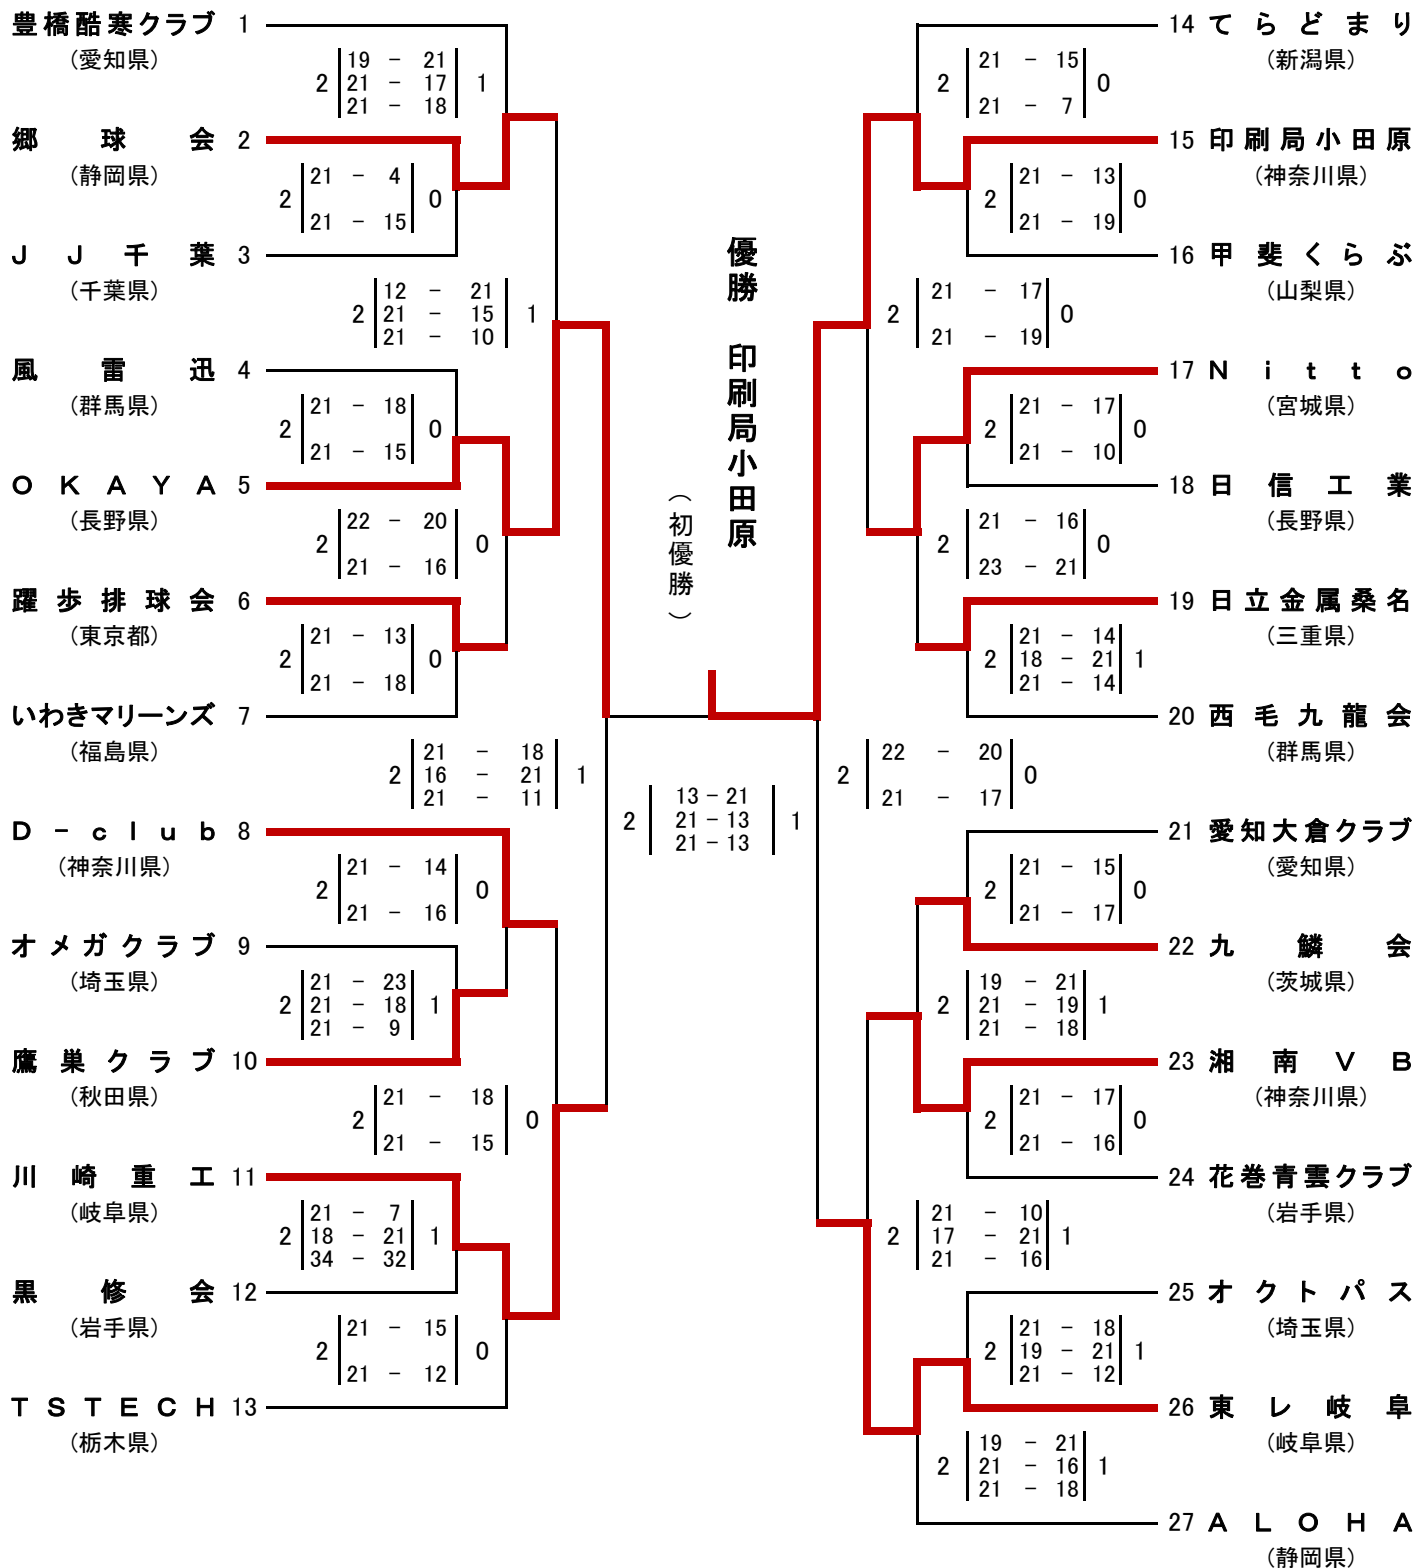 豊橋酷寒クラブ 1
（愛知県）
2 19 － 21 1
21 － 17
21 － 18
郷球会 2
（静岡県）
2 21 － 4 0
21 － 15
ＪＪ千葉 3
（千葉県）
2 12 － 21 1
21 － 15
21 － 10
風雷迅 4
（群馬県）
2 21 － 18 0
21 － 15
ＯＫＡＹＡ 5
（長野県）
2 22 － 20 0
21 － 16
躍歩排球会 6
（東京都）
2 21 － 13 0
21 － 18
いわきマリーンズ 7
（福島県）
2 21 － 18 1
16 － 21
21 － 11
Ｄ－ｃｌｕｂ 8
（神奈川県）
2 21 － 14 0
21 － 16
オメガクラブ 9
（埼玉県）
2 21 － 23 1
21 － 18
21 － 9
鷹巣クラブ 10
（秋田県）
2 21 － 18 0
21 － 15
川崎重工 11
（岐阜県）
2 21 － 7 1
18 － 21
34 － 32
黒修会 12
（岩手県）
2 21 － 15 0
21 － 12
ＴＳＴＥＣＨ 13
（栃木県）
優勝　印刷局小田原
（初優勝）
2 13－21 1
21－13
21－13
14 てらどまり
（新潟県）
2 21 － 15 0
21 － 7
15 印刷局小田原
（神奈川県）
2 21 － 13 0
21 － 19
16 甲斐くらぶ
（山梨県）
2 21 － 17 0
21 － 19
17 Ｎｉｔｔｏ
（宮城県）
2 21 － 17 0
21 － 10
18 日信工業
（長野県）
2 21 － 16 0
23 － 21
19 日立金属桑名
（三重県）
2 21 － 14 1
18 － 21
21 － 14
20 西毛九龍会
（群馬県）
2 22 － 20 0
21 － 17
21 愛知大倉クラブ
（愛知県）
2 21 － 15 0
21 － 17
22 九鱗会
（茨城県）
2 19 － 21 1
21 － 19
21 － 18
23 湘南ＶＢ
（神奈川県）
2 21 － 17 0
21 － 16
24 花巻青雲クラブ
（岩手県）
2 21 － 10 1
17 － 21
21 － 16
25 オクトパス
（埼玉県）
2 21 － 18 1
19 － 21
21 － 12
26 東レ岐阜
（岐阜県）
2 19 － 21 1
21 － 16
21 － 18
27 ＡＬＯＨＡ
（静岡県）